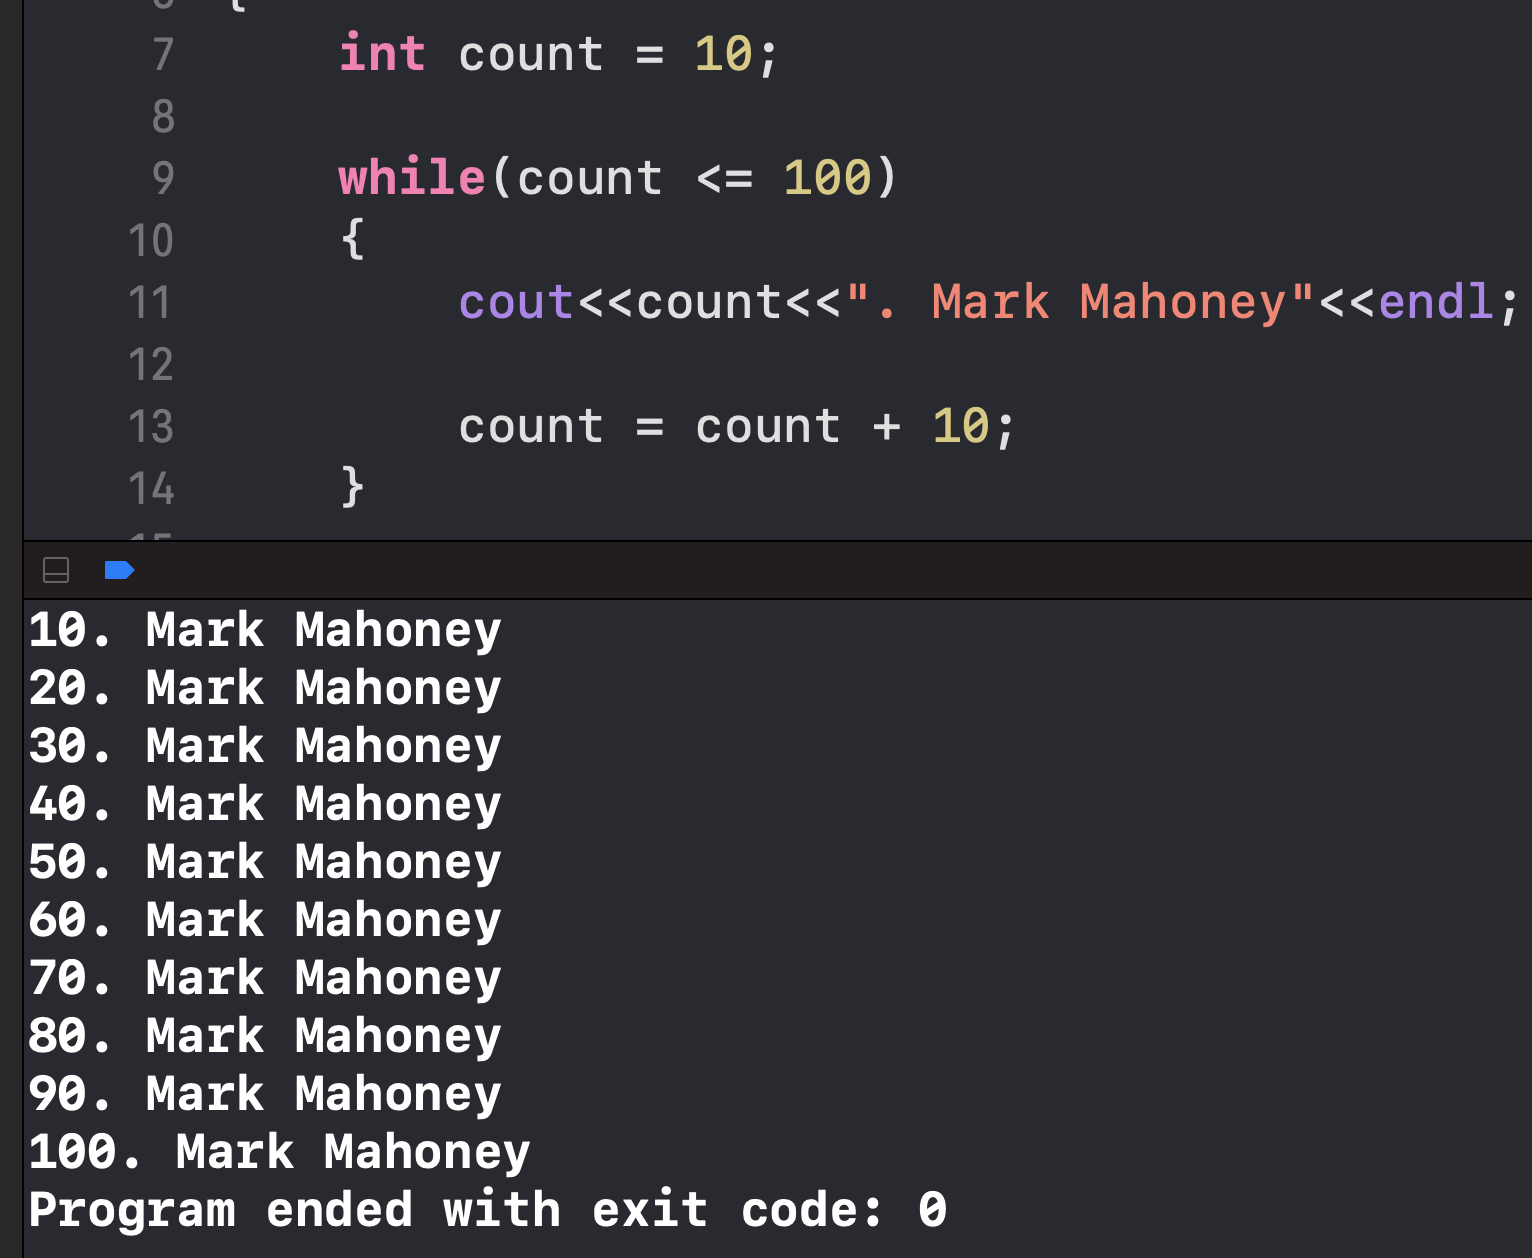 {
7 int count = 10;
8
9 while(count <= 100)
10 {
11 cout<<count<<". Mark Mahoney"<<endl;
12
13 count = count + 10;
14 }
10. Mark Mahoney
20. Mark Mahoney
30. Mark Mahoney
40. Mark Mahoney
50. Mark Mahoney
60. Mark Mahoney
70. Mark Mahoney
80. Mark Mahoney
90. Mark Mahoney
100. Mark Mahoney
Program ended with exit code: 0